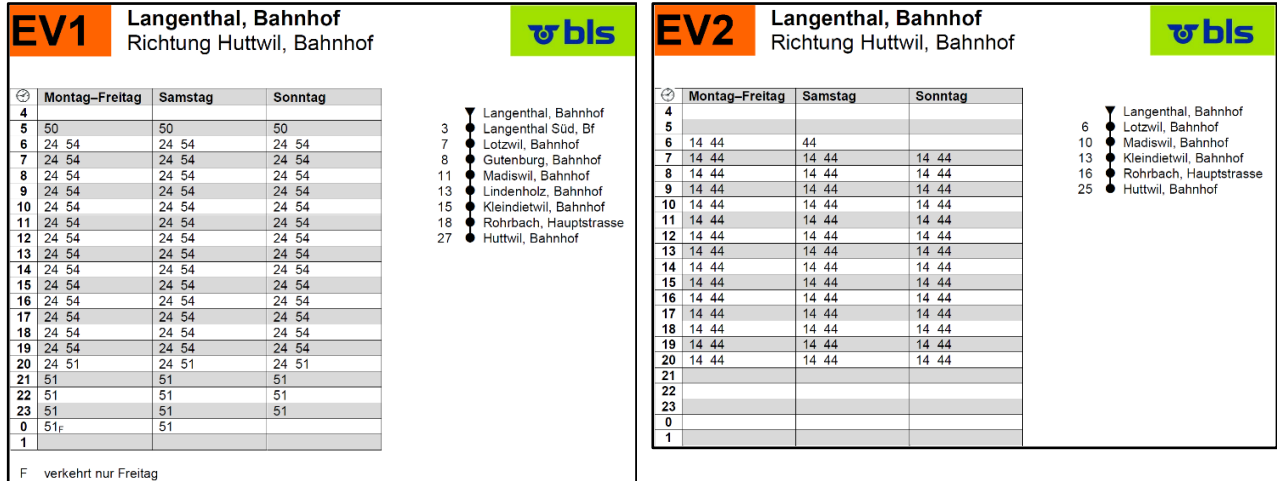 EV1
Langenthal, Bahnhof
Richtung Huttwil, Bahnhof
bls
Montag–Freitag Samstag Sonntag
4
5 50 50 50
6 24 54 24 54 24 54
7 24 54 24 54 24 54
8 24 54 24 54 24 54
9 24 54 24 54 24 54
10 24 54 24 54 24 54
11 24 54 24 54 24 54
12 24 54 24 54 24 54
13 24 54 24 54 24 54
14 24 54 24 54 24 54
15 24 54 24 54 24 54
16 24 54 24 54 24 54
17 24 54 24 54 24 54
18 24 54 24 54 24 54
19 24 54 24 54 24 54
20 24 51 24 51 24 51
21 51 51 51
22 51 51 51
23 51 51 51
0 51F 51
1
Langenthal, Bahnhof
3 Langenthal Süd, Bf
7 Lotzwil, Bahnhof
8 Gutenburg, Bahnhof
11 Madiswil, Bahnhof
13 Lindenholz, Bahnhof
15 Kleindietwil, Bahnhof
18 Rohrbach, Hauptstrasse
27 Huttwil, Bahnhof
F verkehrt nur Freitag
EV2
Langenthal, Bahnhof
Richtung Huttwil, Bahnhof
bls
Montag–Freitag Samstag Sonntag
4
5
6 14 44 44
7 14 44 14 44 14 44
8 14 44 14 44 14 44
9 14 44 14 44 14 44
10 14 44 14 44 14 44
11 14 44 14 44 14 44
12 14 44 14 44 14 44
13 14 44 14 44 14 44
14 14 44 14 44 14 44
15 14 44 14 44 14 44
16 14 44 14 44 14 44
17 14 44 14 44 14 44
18 14 44 14 44 14 44
19 14 44 14 44 14 44
20 14 44 14 44 14 44
21
22
23
0
1
Langenthal, Bahnhof
6 Lotzwil, Bahnhof
10 Madiswil, Bahnhof
13 Kleindietwil, Bahnhof
16 Rohrbach, Hauptstrasse
25 Huttwil, Bahnhof